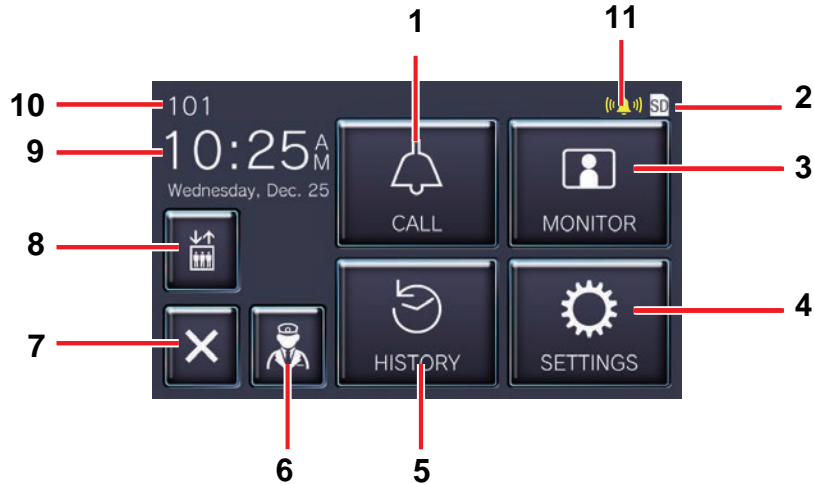 1
11
10
101
SD
2
9
10:25 AM
Wednesday, Dec. 25
3
CALL
MONITOR
8
4
7
HISTORY
SETTINGS
6
5